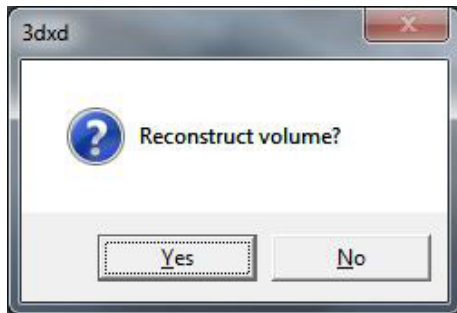 3dxd
Reconstruct volume?
Yes
No